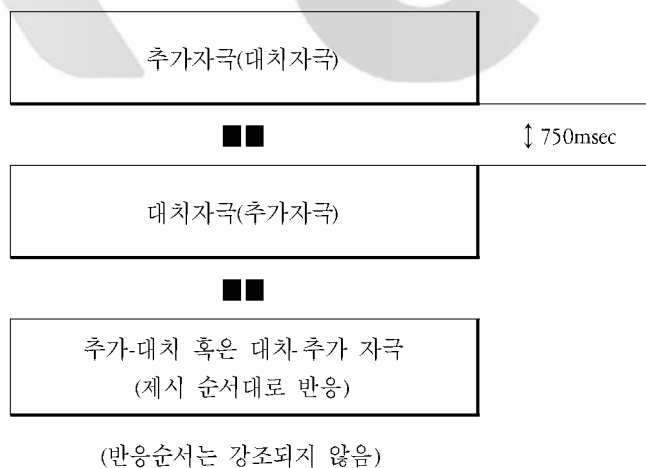 추가자극(대치자극)
↕ 750msec
대치자극(추가자극)
추가-대치 혹은 대차-추가 자극
(제시 순서대로 반응)
(반응순서는 강조되지 않음)